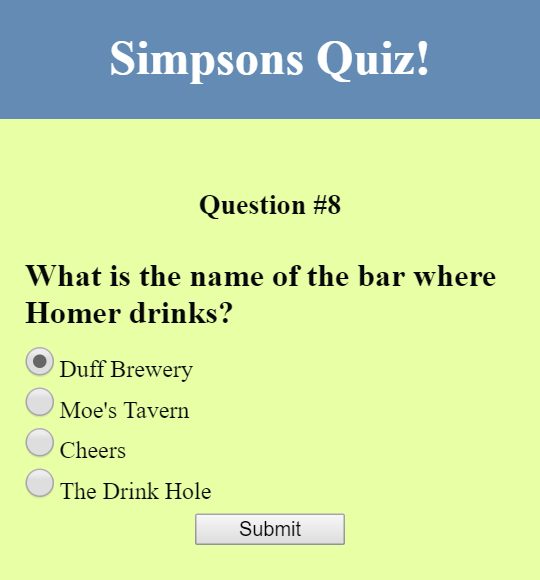 Simpsons Quiz!
Question #8
What is the name of the bar where
Homer drinks?
Duff Brewery
Moe's Tavern
Cheers
The Drink Hole
Submit